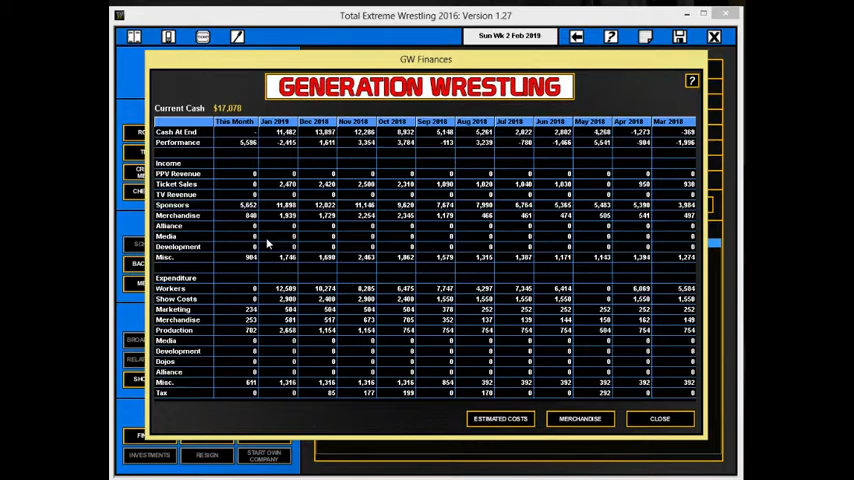 Total Extreme Wrestling 2016: Version 1.27
TICKET
Sun Wk 2 Feb 2019
GW Finances
GENERATION WRESTLING
Current Cash $17,078
This Month Jan 2019 Dec 2018 Nov 2018 Oct 2018 Sep 2018 Aug 2018 Jul 2018 Jun 2018 May 2018 Apr 2018 Mar 2018
Cash At End - 11,482 13,897 12,286 8,932 5,148 5,261 2,022 2,802 4,268 -1,273 -369
Performance 5,596 -2,415 1,611 3,354 3,784 -113 3,239 -780 -1,466 5,541 -904 -1,996
Income
PPV Revenue 0 0 0 0 0 0 0 0 0 0 0 0
Ticket Sales 0 2,470 2,420 2,500 2,310 1,090 1,020 1,040 1,030 0 950 930
TV Revenue 0 0 0 0 0 0 0 0 0 0 0 0
Sponsors 5,652 11,898 12,022 11,146 9,620 7,674 7,990 6,764 5,365 5,483 5,390 3,984
Merchandise 840 1,939 1,729 2,254 2,345 1,179 466 461 474 505 541 497
Alliance 0 0 0 0 0 0 0 0 0 0 0 0
Media 0 0 0 0 0 0 0 0 0 0 0 0
Development 0 0 0 0 0 0 0 0 0 0 0 0
Misc. 904 1,746 1,690 2,463 1,862 1,579 1,315 1,387 1,171 1,143 1,394 1,274
Expenditure
Workers 0 12,509 10,274 8,205 6,476 7,747 4,297 7,345 6,414 0 6,069 5,504
Show Costs 0 2,900 2,400 2,900 2,400 1,550 1,550 1,550 1,550 0 1,550 1,550
Marketing 234 504 504 504 504 378 252 252 252 252 252 252
Merchandise 253 581 517 673 705 352 137 139 144 150 162 149
Production 702 2,658 1,154 1,154 754 754 754 754 754 504 754 754
Media 0 0 0 0 0 0 0 0 0 0 0 0
Development 0 0 0 0 0 0 0 0 0 0 0 0
Dojos 0 0 0 0 0 0 0 0 0 0 0 0
Alliance 0 0 0 0 0 0 0 0 0 0 0 0
Misc. 611 1,316 1,316 1,316 1,316 854 392 392 392 392 392 392
Tax 0 0 85 177 199 0 170 0 0 292 0 0
ESTIMATED COSTS MERCHANDISE CLOSE
INVESTMENTS RESIGN START OWN
COMPANY